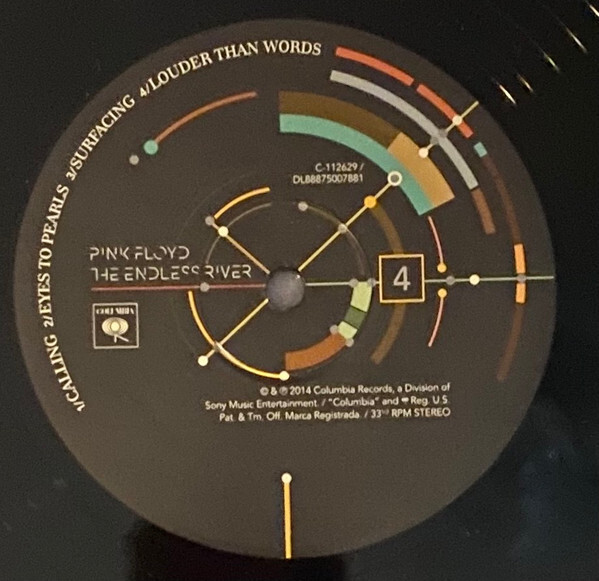 1/CALLING 2/EYES TO PEARLS 3/SURFACING 4/LOUDER THAN WORDS
C-112629 /
DLB88875007881
PINK FLOYD
THE ENDLESS RIVER
4
COLUMBIA
© & ℗ 2014 Columbia Records, a Division of
Sony Music Entertainment. / "Columbia" and ❤ Reg. U.S.
Pat. & Tm. Off. Marca Registrada. / 33⅓ RPM STEREO